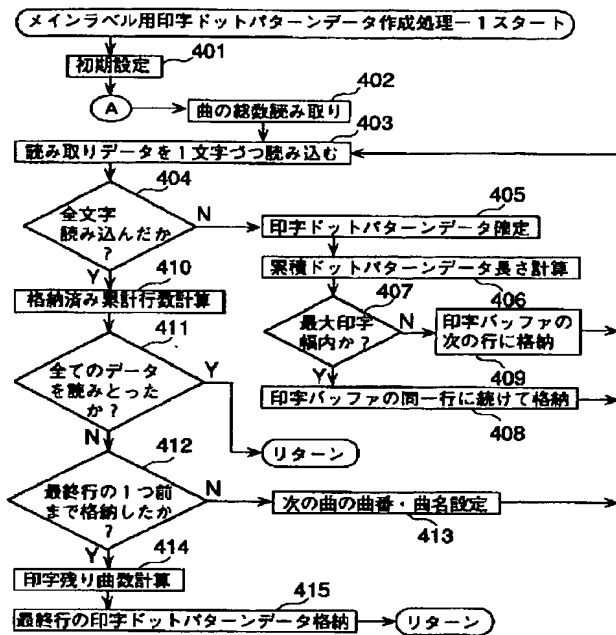 メインラベル用印字ドットパターンデータ作成処理ー1スタート
初期設定
401
A
曲の総数読み取り
402
403
読み取りデータを1文字づつ読み込む
404
全文字
読み込んだか
?
N
Y
405
印字ドットパターンデータ確定
累積ドットパターンデータ長さ計算
406
407
最大印字
幅内か?
N
Y
印字バッファの
次の行に格納
409
印字バッファの同一行に続けて格納
408
410
格納済み累計行数計算
411
全てのデータ
を読みとった
か?
Y
N
リターン
412
最終行の1つ前
まで格納したか
?
N
Y
次の曲の曲番・曲名設定
413
414
印字残り曲数計算
415
最終行の印字ドットパターンデータ格納
リターン